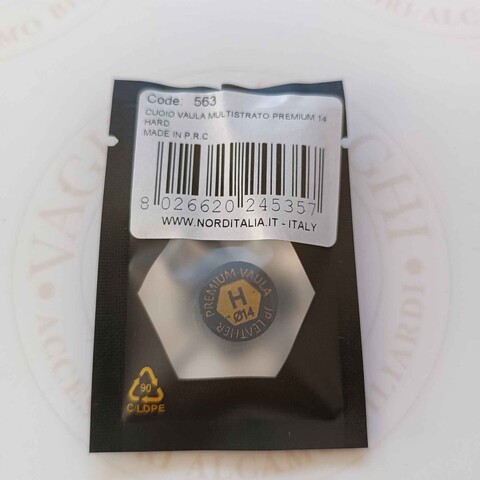 Code: 563
CUOIO VAULA MULTISTRATO PREMIUM 14
HARD
MADE IN P.R.C
8 026620 245357
WWW.NORDITALIA.IT - ITALY
PREMIUM VAULA
H
Ø14
JP LEATHER
90
C/LDPE
VAGHI